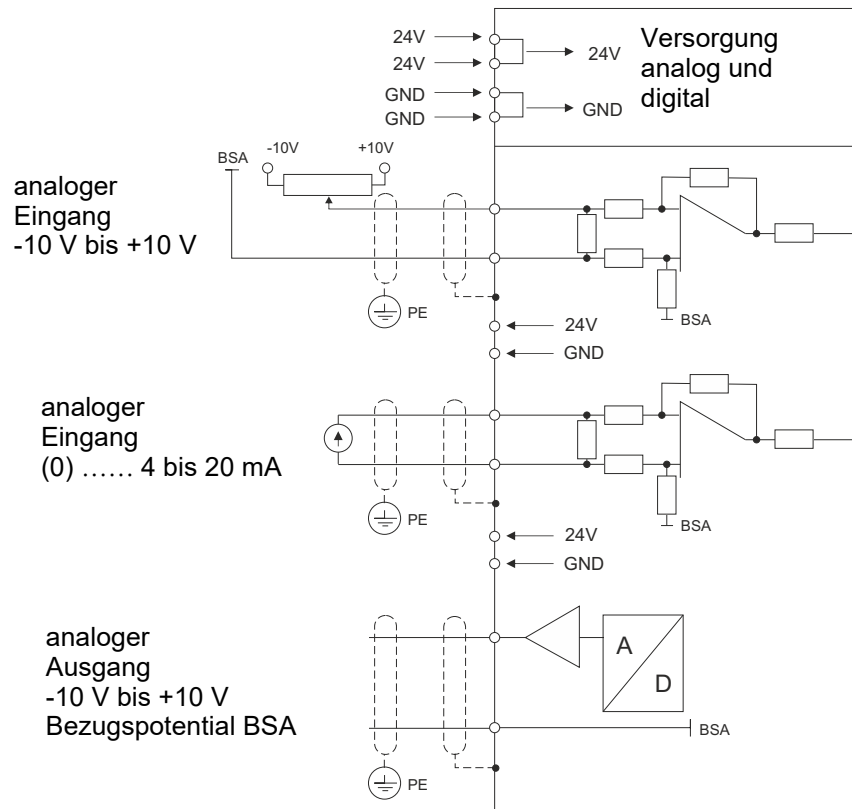 24V
24V
24V
Versorgung
analog und
digital
GND
GND
GND
BSA
-10V
+10V
analoger
Eingang
-10 V bis +10 V
PE
BSA
24V
GND
analoger
Eingang
(0) …… 4 bis 20 mA
PE
BSA
24V
GND
analoger
Ausgang
-10 V bis +10 V
Bezugspotential BSA
A
D
BSA
PE